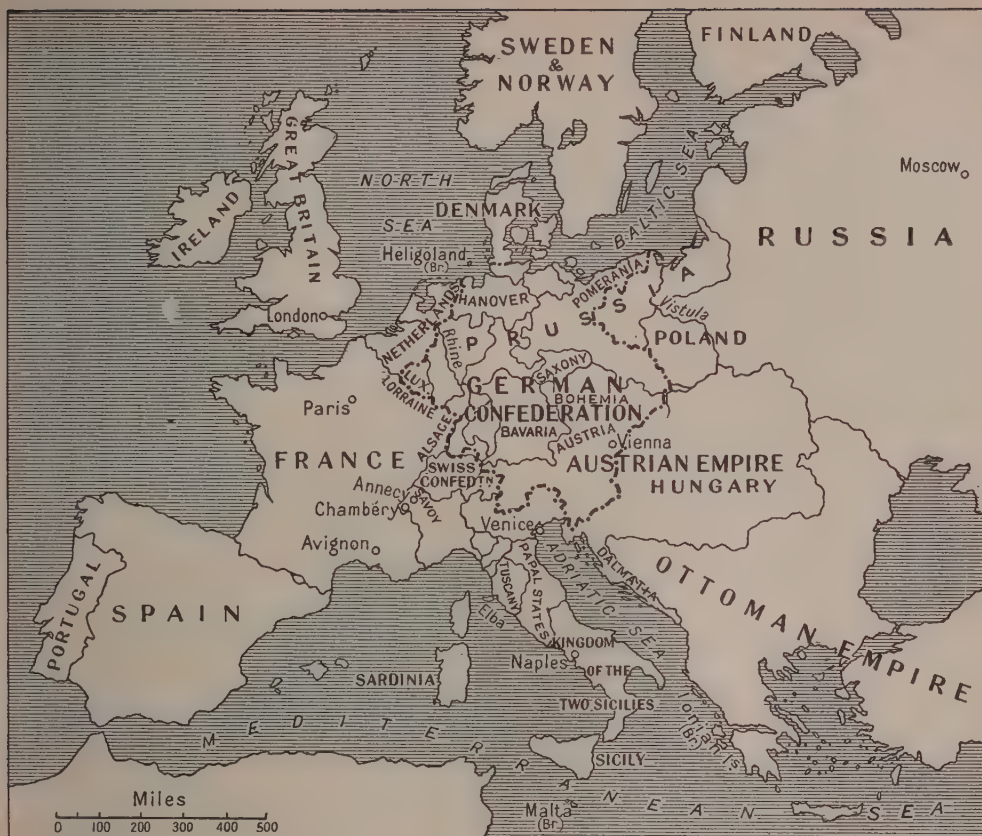 SWEDEN
&
NORWAY
FINLAND
GREAT BRITAIN
IRELAND
NORTH
SEA
DENMARK
BALTIC SEA
Moscow
RUSSIA
Heligoland
(Br.)
POMERANIA
HANOVER
NETHERLANDS
London
PRUSSIA
Vistula
POLAND
Rhine
LUX.
LORRAINE
SAXONY
GERMAN
BOHEMIA
CONFEDERATION
Paris
ALSACE
BAVARIA
AUSTRIA
Vienna
FRANCE
SWISS
CONFEDTN
AUSTRIAN EMPIRE
HUNGARY
Annecy
SAVOY
Chambéry
Venice
Avignon
ADRIATIC SEA
DALMATIA
TUSCANY
PAPAL STATES
OTTOMAN EMPIRE
PORTUGAL
SPAIN
Elba
KINGDOM
Naples
OF THE
TWO SICILIES
SARDINIA
Ionian Is
(Br.)
SICILY
MEDITERRANEAN SEA
Malta
(Br.)
Miles
0 100 200 300 400 500